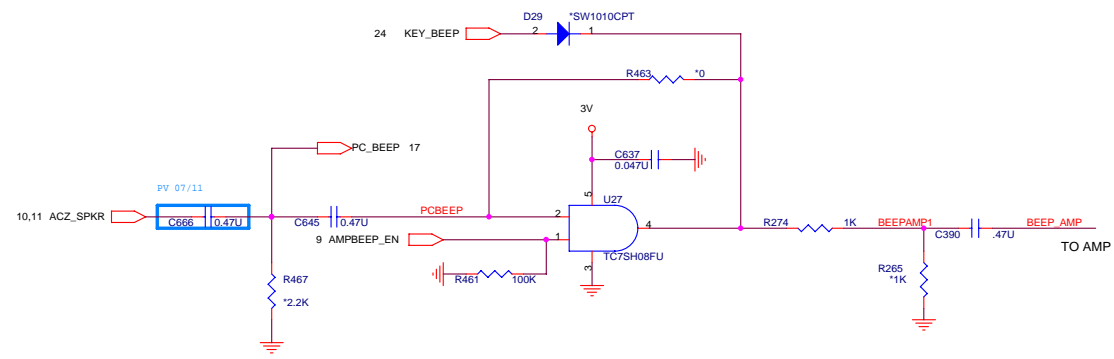 D29 *SW1010CPT
24 KEY_BEEP 2 1
R463 *0
3V
PC_BEEP 17
C637
0.047U
PV 07/11
5 U27
10,11 ACZ_SPKR C666 0.47U C645 0.47U PCBEEP 2 4 R274 1K BEEPAMP1 C390 .47U BEEP_AMP
TO AMP
9 AMPBEEP_EN 1
3 TC7SH08FU
R461 100K
R467
*2.2K
R265
*1K